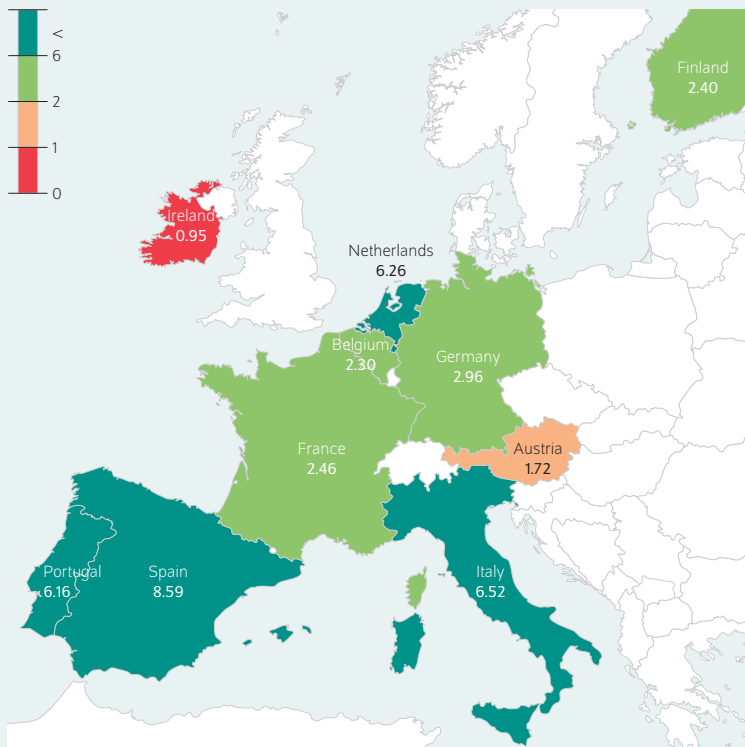 <
6
2
1
0
Finland
2.40
Ireland
0.95
Netherlands
6.26
Belgium
2.30
Germany
2.96
France
2.46
Austria
1.72
Portugal
6.16
Spain
8.59
Italy
6.52